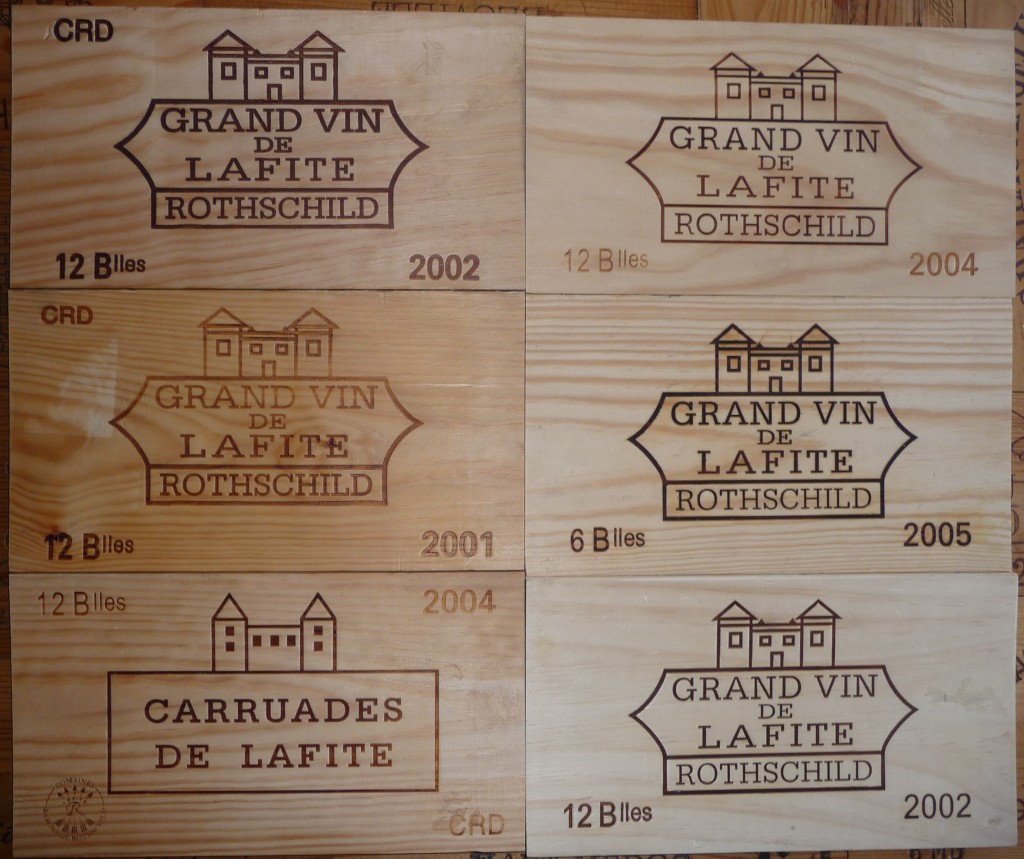 CRD
GRAND VIN
DE
LAFITE
ROTHSCHILD
12 Blles
2002
GRAND VIN
DE
LAFITE
ROTHSCHILD
12 Blles
2004
CRD
GRAND VIN
DE
LAFITE
ROTHSCHILD
12 Blles
2001
GRAND VIN
DE
LAFITE
ROTHSCHILD
6 Blles
2005
12 Blles
2004
CARRUADES
DE LAFITE
CRD
GRAND VIN
DE
LAFITE
ROTHSCHILD
12 Blles
2002